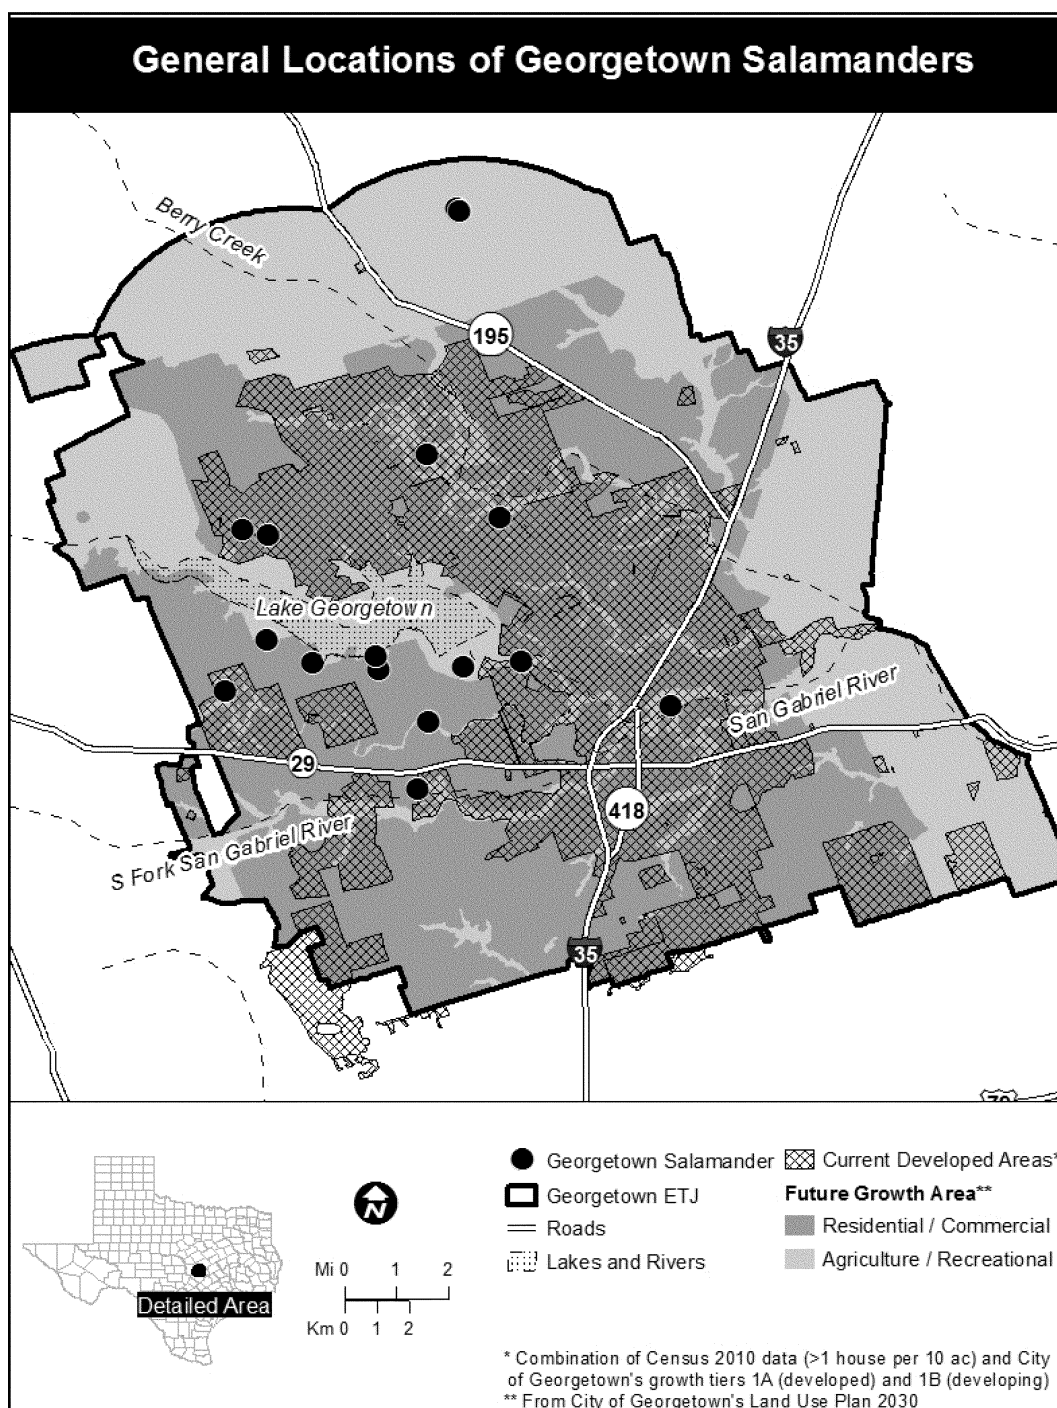 General Locations of Georgetown Salamanders
Berry Creek
195
35
Lake Georgetown
San Gabriel River
29
418
S Fork San Gabriel River
35
Georgetown Salamander
Georgetown ETJ
Roads
Lakes and Rivers
Current Developed Areas*
Future Growth Area**
Residential / Commercial
Agriculture / Recreational
N
Mi 0 1 2
Km 0 1 2
Detailed Area
* Combination of Census 2010 data (>1 house per 10 ac) and City
of Georgetown's growth tiers 1A (developed) and 1B (developing)
** From City of Georgetown's Land Use Plan 2030